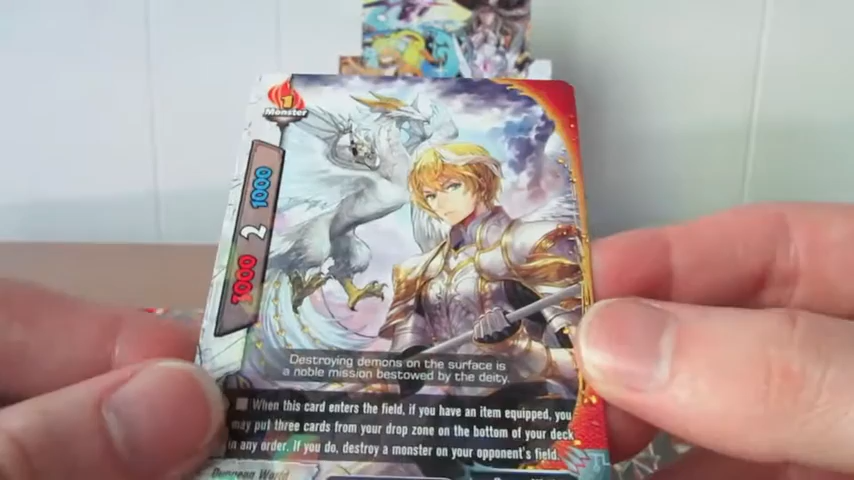 1
Monster
1000
2
1000
Destroying demons on the surface is
a noble mission bestowed by the deity.
When this card enters the field, if you have an item equipped, you
may put three cards from your drop zone on the bottom of your deck
in any order. If you do, destroy a monster on your opponent's field.
Dungeon World